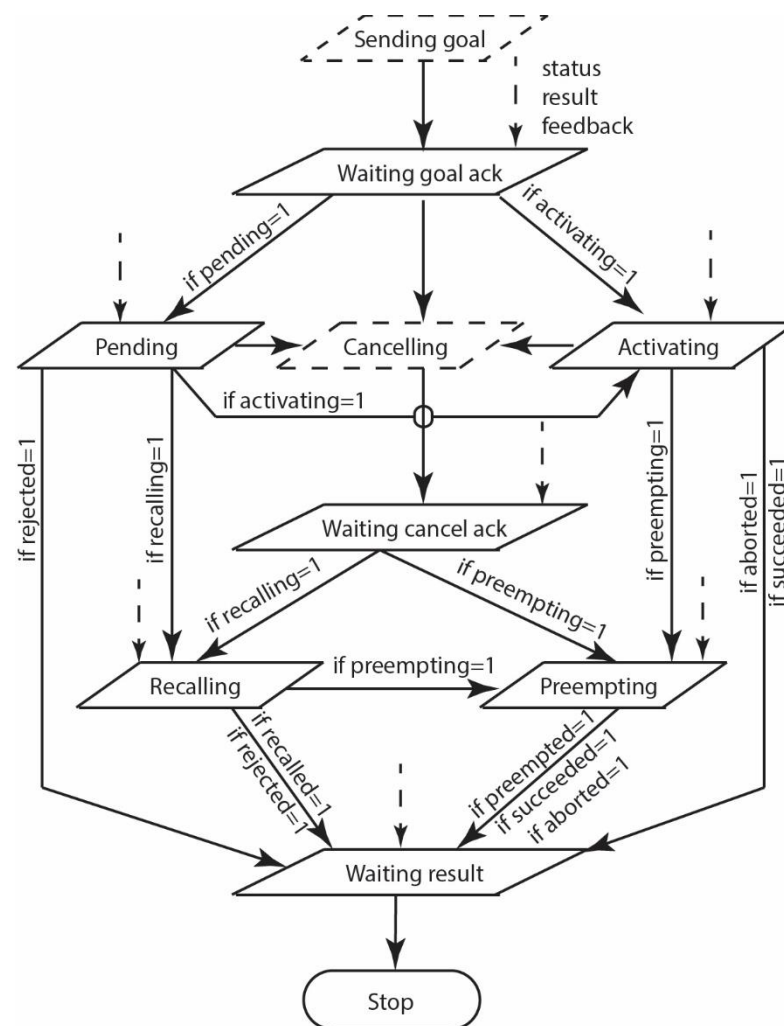 Sending goal
status
result
feedback
Waiting goal ack
if pending=1
if activating=1
Pending
Cancelling
Activating
if activating=1
if rejected=1
if recalling=1
if preempting=1
if aborted=1
if succeeded=1
Waiting cancel ack
if recalling=1
if preempting=1
Recalling
if preempting=1
Preempting
if recalled=1
if rejected=1
if preempted=1
if succeeded=1
if aborted=1
Waiting result
Stop